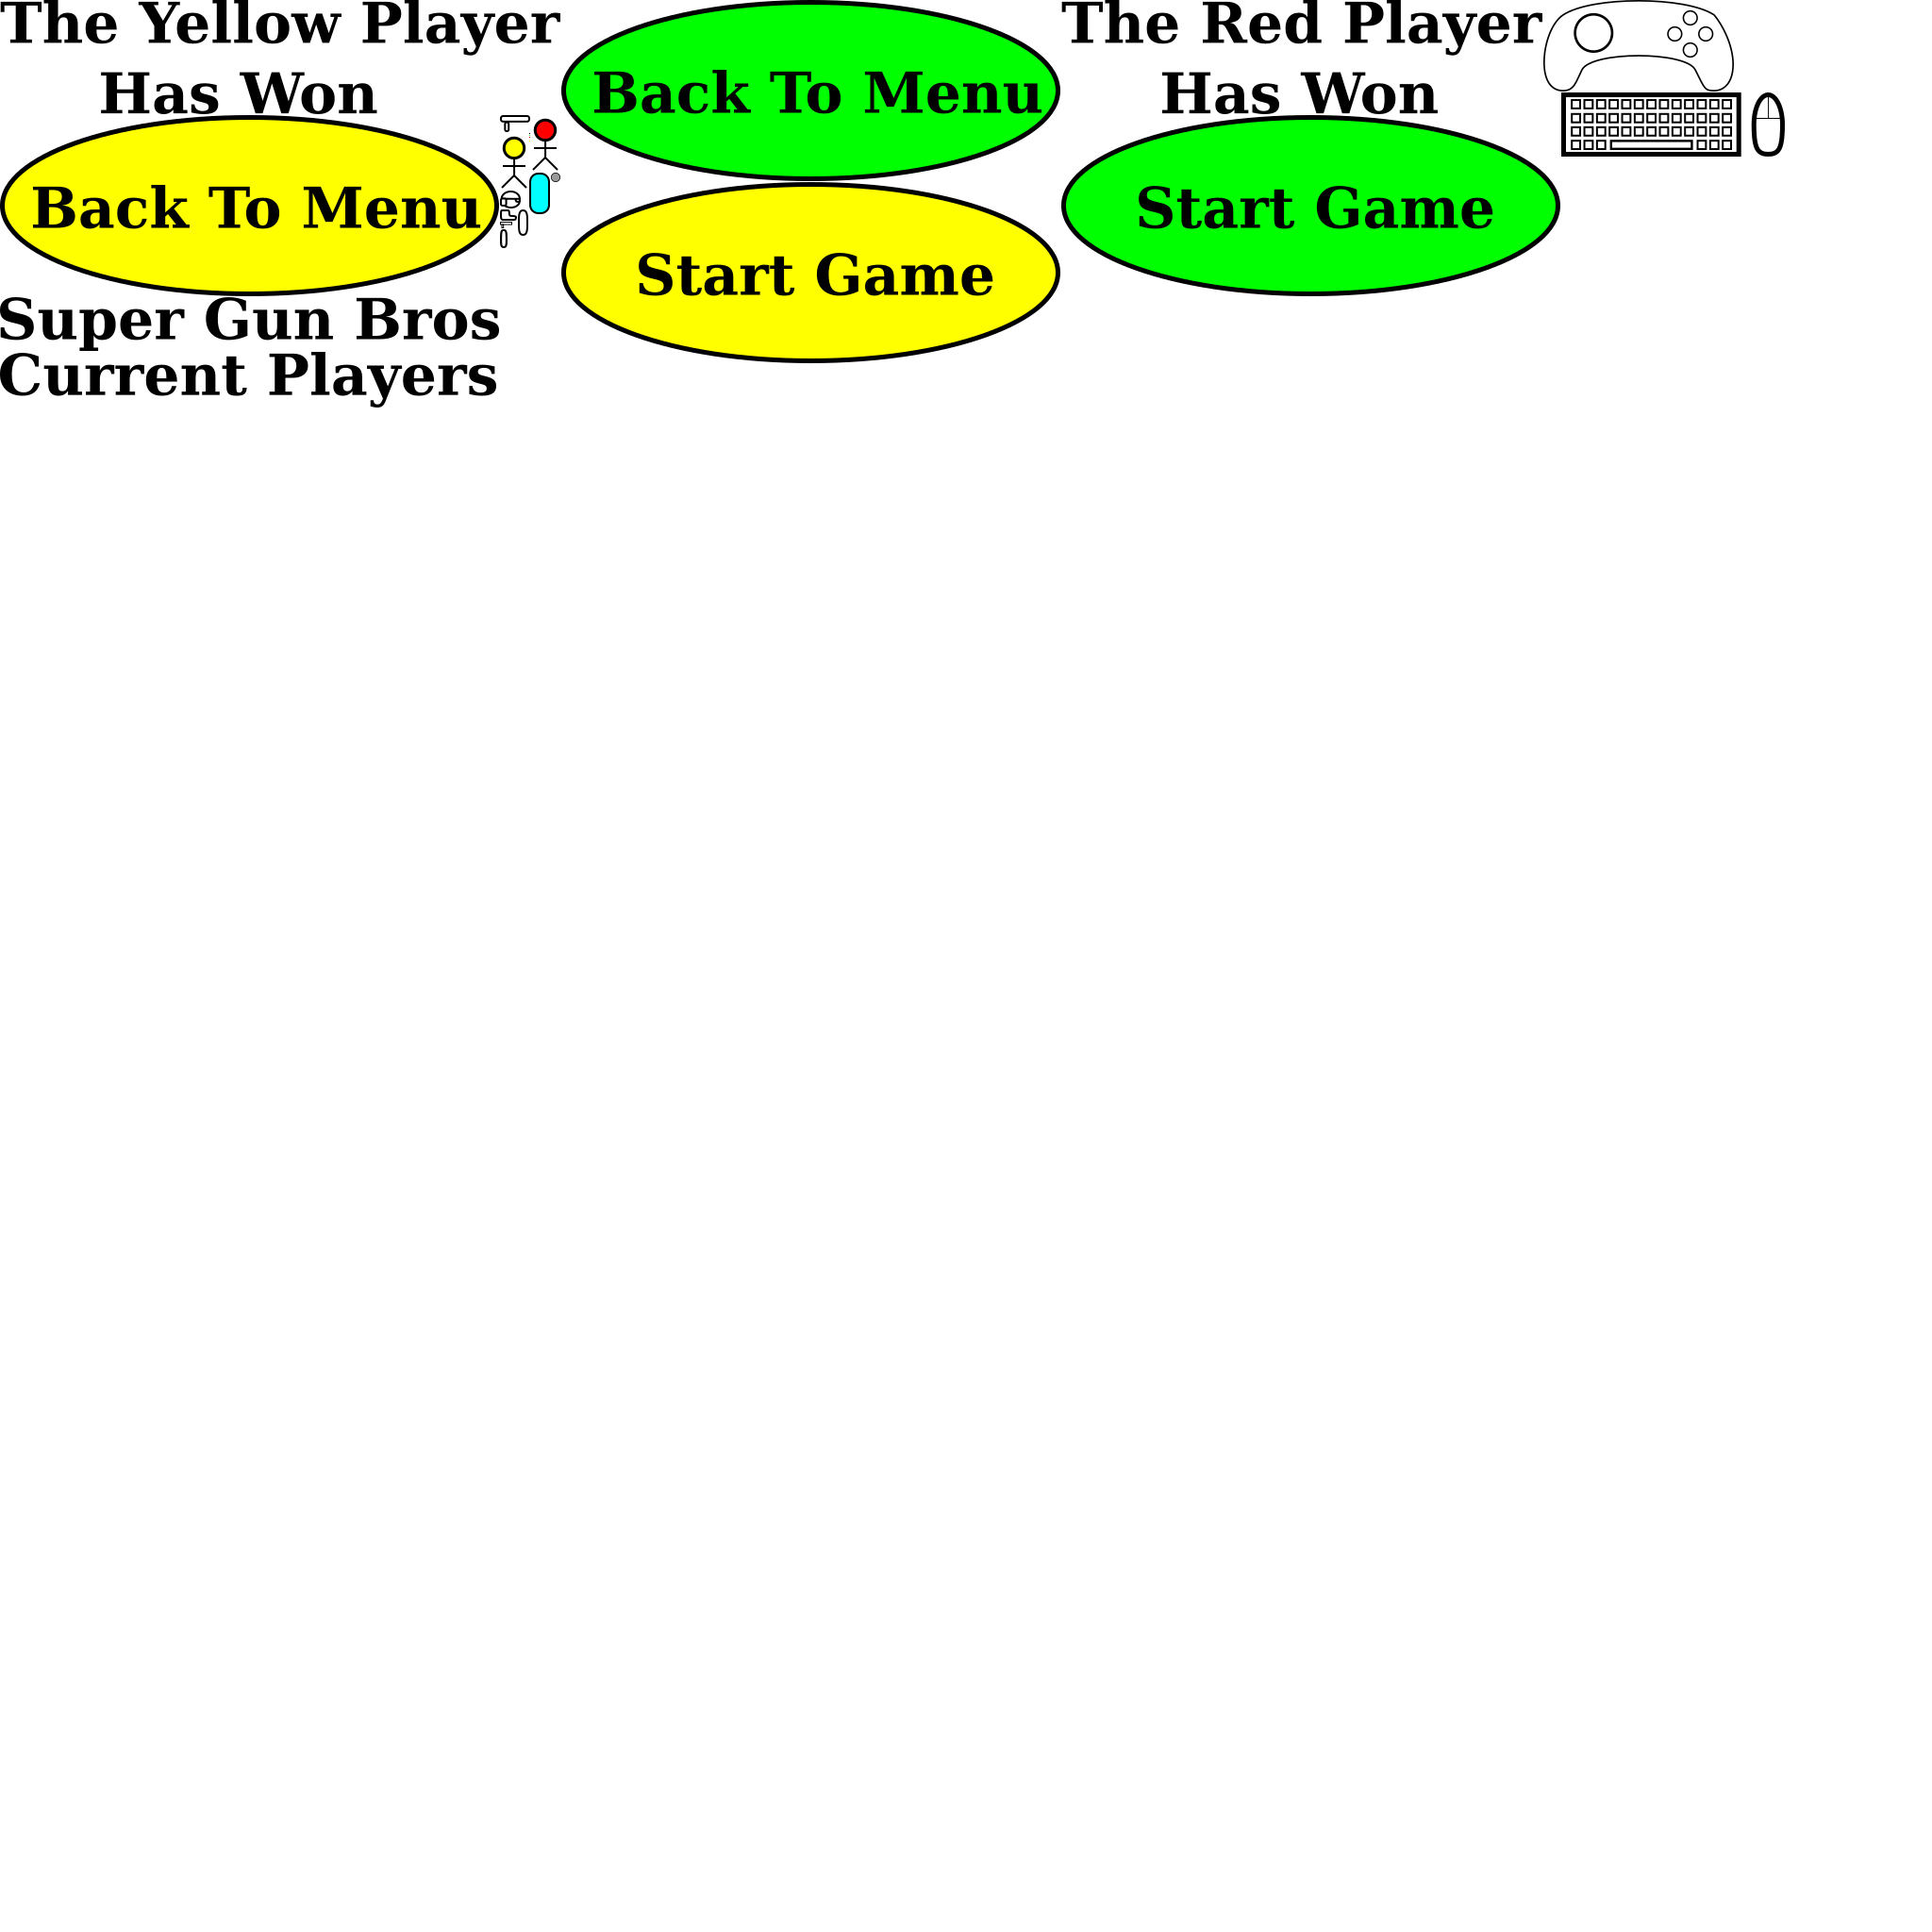 The Yellow Player
Has Won
Back To Menu
Super Gun Bros
Current Players
Back To Menu
Start Game
The Red Player
Has Won
Start Game